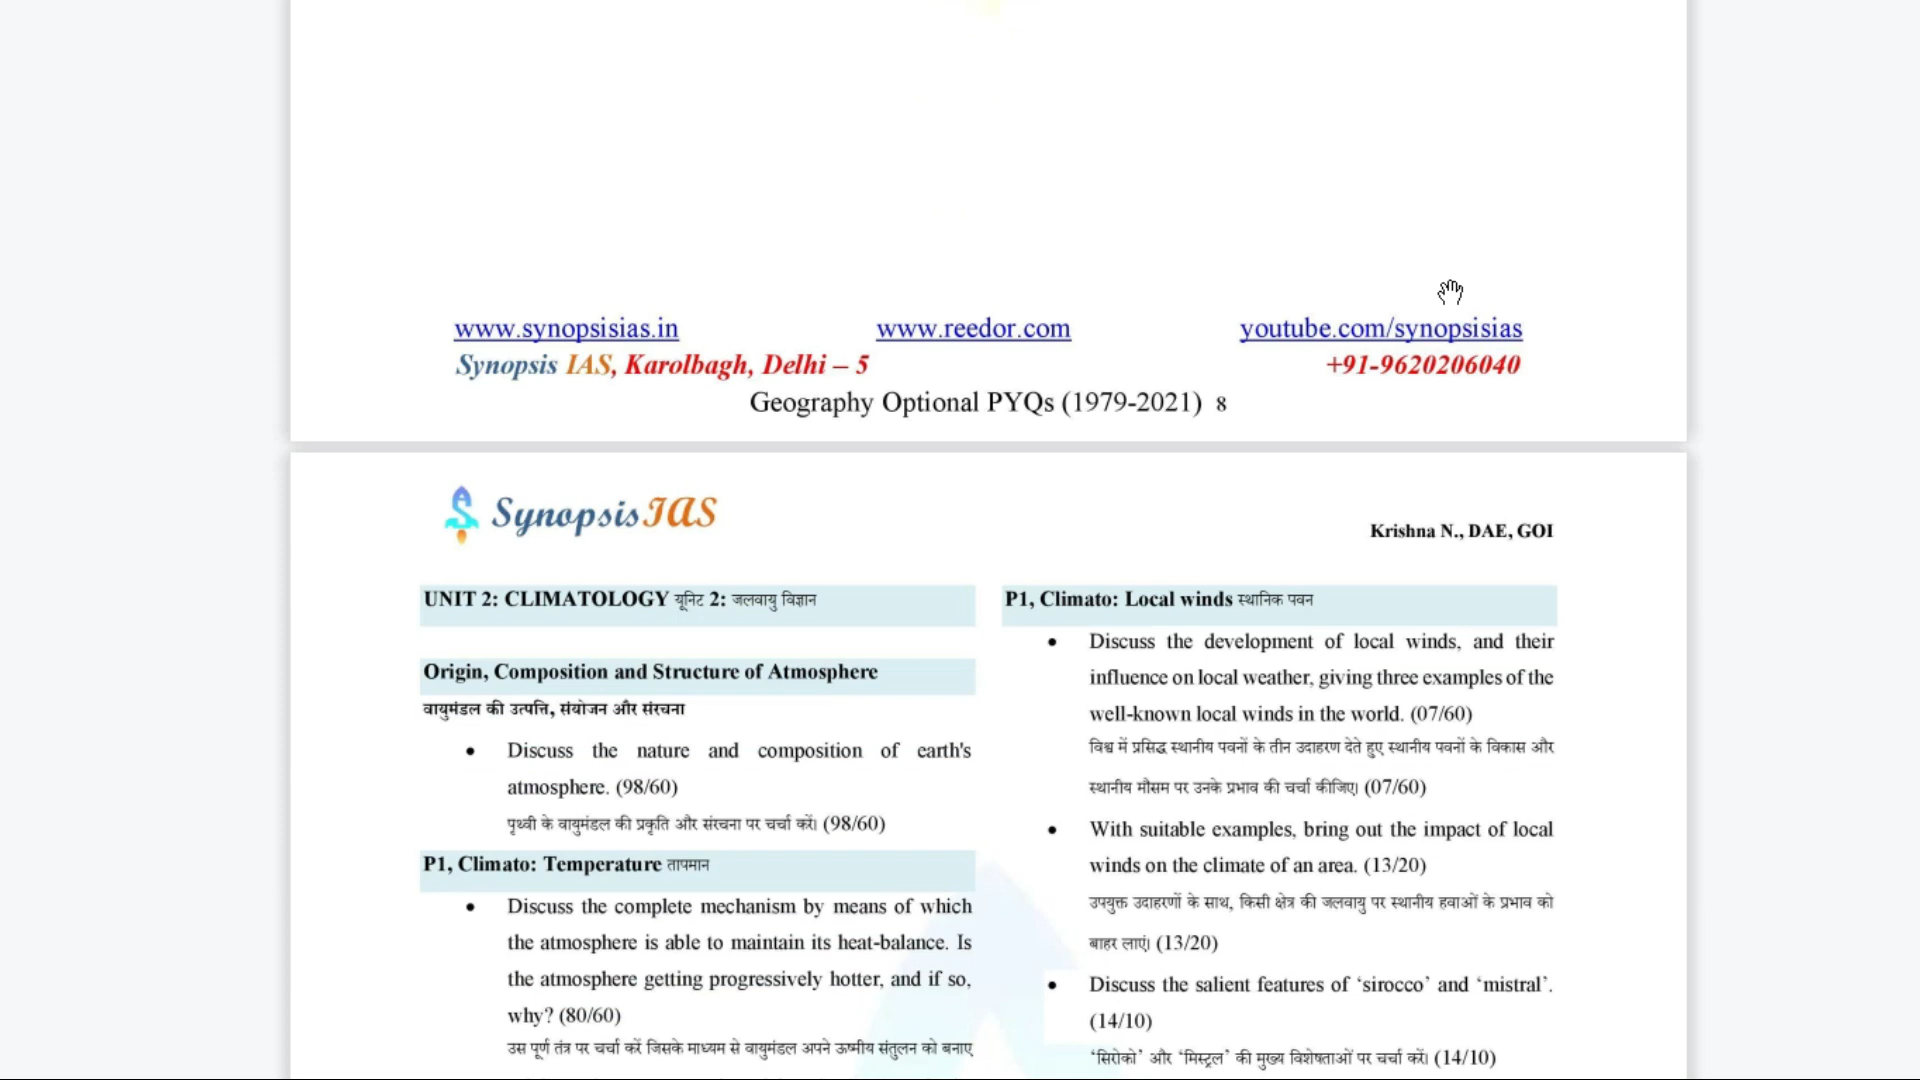 www.synopsisias.in www.reedor.com youtube.com/synopsisias
Synopsis IAS, Karolbagh, Delhi – 5 +91-9620206040
Geography Optional PYQs (1979-2021) 8
Synopsis IAS
Krishna N., DAE, GOI
UNIT 2: CLIMATOLOGY यूनिट 2: जलवायु विज्ञान
Origin, Composition and Structure of Atmosphere
वायुमंडल की उत्पत्ति, संयोजन और संरचना
• Discuss the nature and composition of earth's
atmosphere. (98/60)
पृथ्वी के वायुमंडल की प्रकृति और संरचना पर चर्चा करें। (98/60)
P1, Climato: Temperature तापमान
• Discuss the complete mechanism by means of which
the atmosphere is able to maintain its heat-balance. Is
the atmosphere getting progressively hotter, and if so,
why? (80/60)
उस पूर्ण तंत्र पर चर्चा करें जिसके माध्यम से वायुमंडल अपने ऊष्मीय संतुलन को बनाए
P1, Climato: Local winds स्थानिक पवन
• Discuss the development of local winds, and their
influence on local weather, giving three examples of the
well-known local winds in the world. (07/60)
विश्व में प्रसिद्ध स्थानीय पवनों के तीन उदाहरण देते हुए स्थानीय पवनों के विकास और
स्थानीय मौसम पर उनके प्रभाव की चर्चा कीजिए। (07/60)
• With suitable examples, bring out the impact of local
winds on the climate of an area. (13/20)
उपयुक्त उदाहरणों के साथ, किसी क्षेत्र की जलवायु पर स्थानीय हवाओं के प्रभाव को
बाहर लाएं। (13/20)
• Discuss the salient features of ‘sirocco’ and ‘mistral’.
(14/10)
‘सिरोको’ और ‘मिस्ट्रल’ की मुख्य विशेषताओं पर चर्चा करें। (14/10)